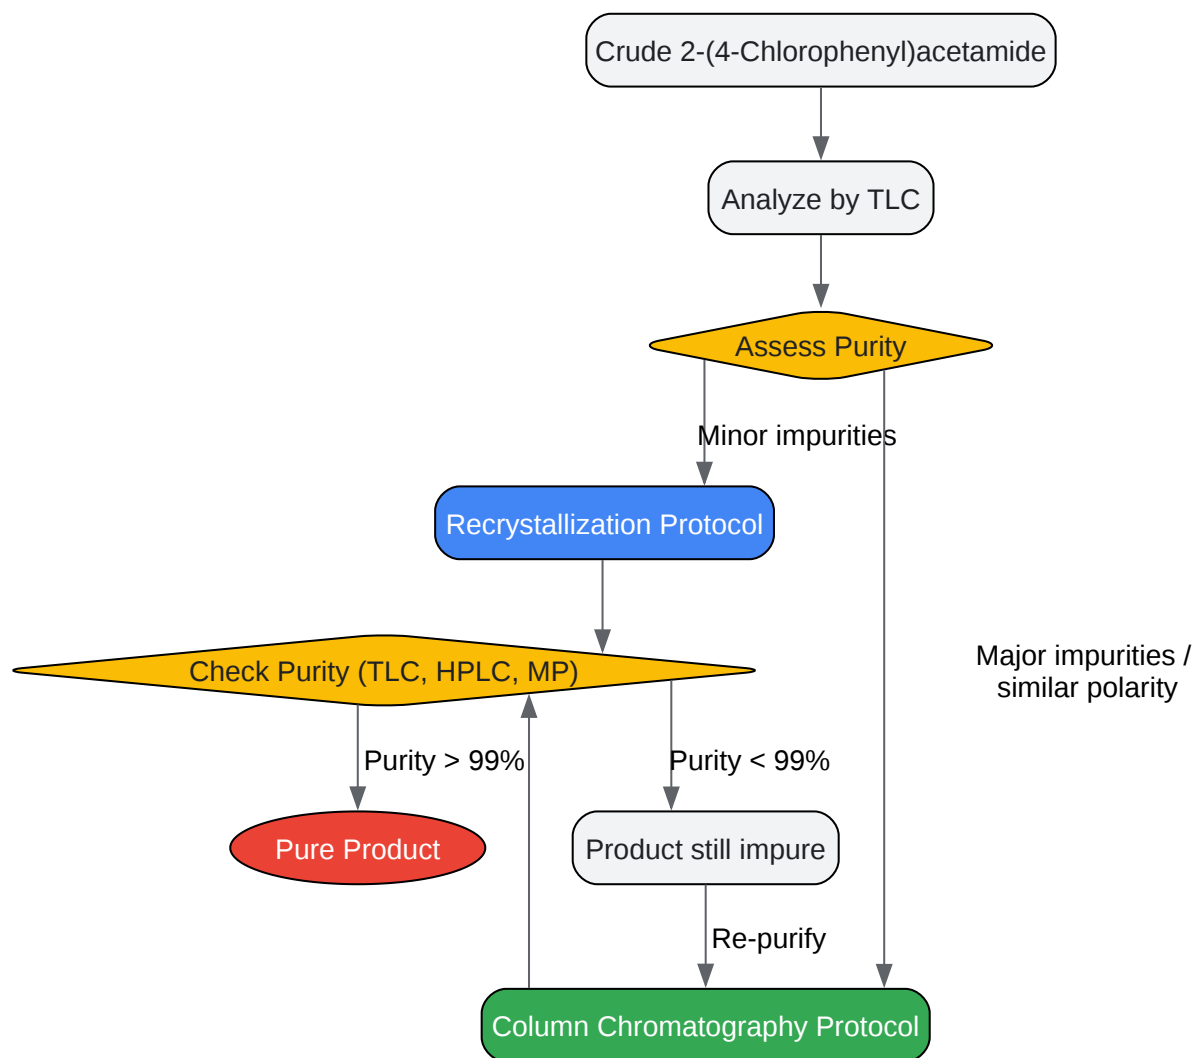 Crude 2-(4-Chlorophenyl)acetamide
Analyze by TLC
Assess Purity
Minor impurities
Recrystallization Protocol
Major impurities /
similar polarity
Check Purity (TLC, HPLC, MP)
Purity > 99%
Purity < 99%
Pure Product
Product still impure
Re-purify
Column Chromatography Protocol